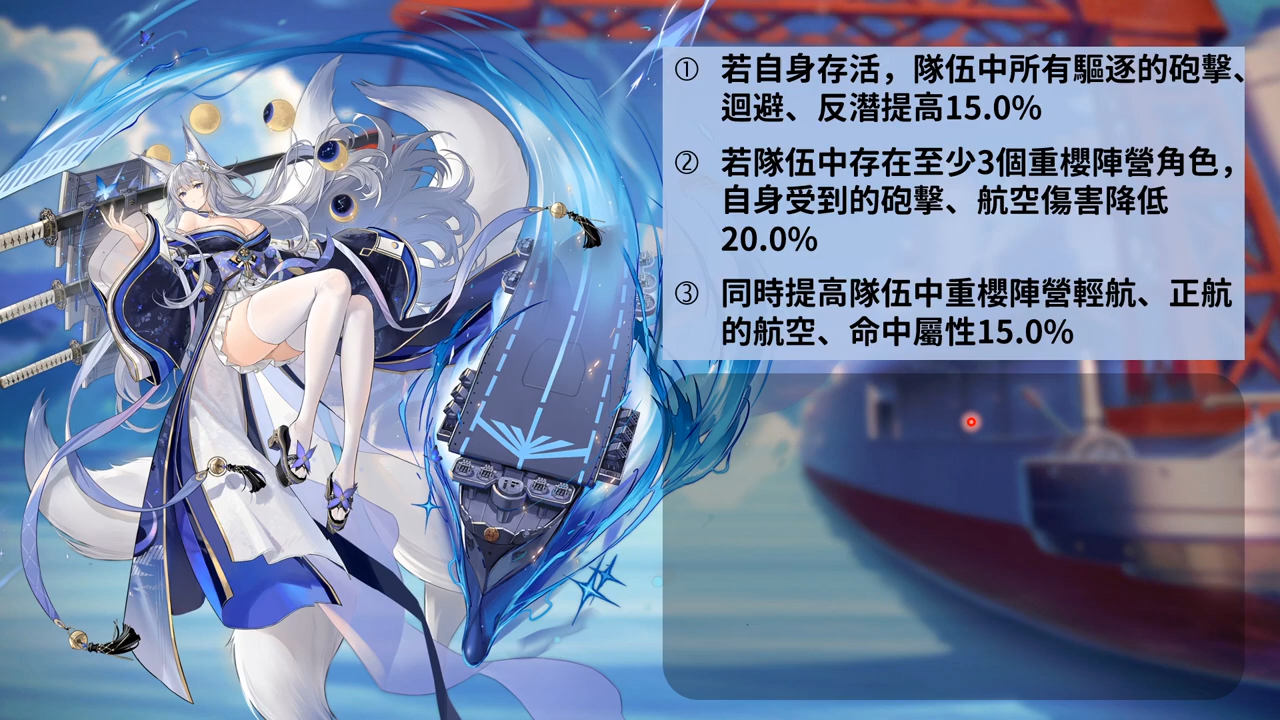 ① 若自身存活，隊伍中所有驅逐的砲擊、
迴避、反潛提高15.0%
② 若隊伍中存在至少3個重櫻陣營角色，
自身受到的砲擊、航空傷害降低
20.0%
③ 同時提高隊伍中重櫻陣營輕航、正航
的航空、命中屬性15.0%